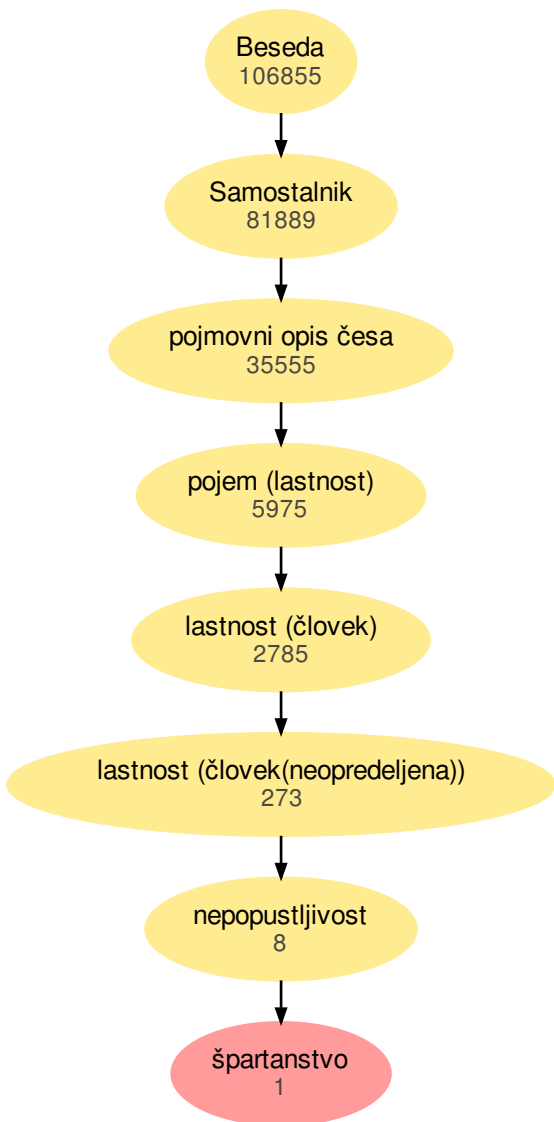 Beseda
106855
Samostalnik
81889
pojmovni opis česa
35555
pojem (lastnost)
5975
lastnost (človek)
2785
lastnost (človek(neopredeljena))
273
nepopustljivost
8
špartanstvo
1